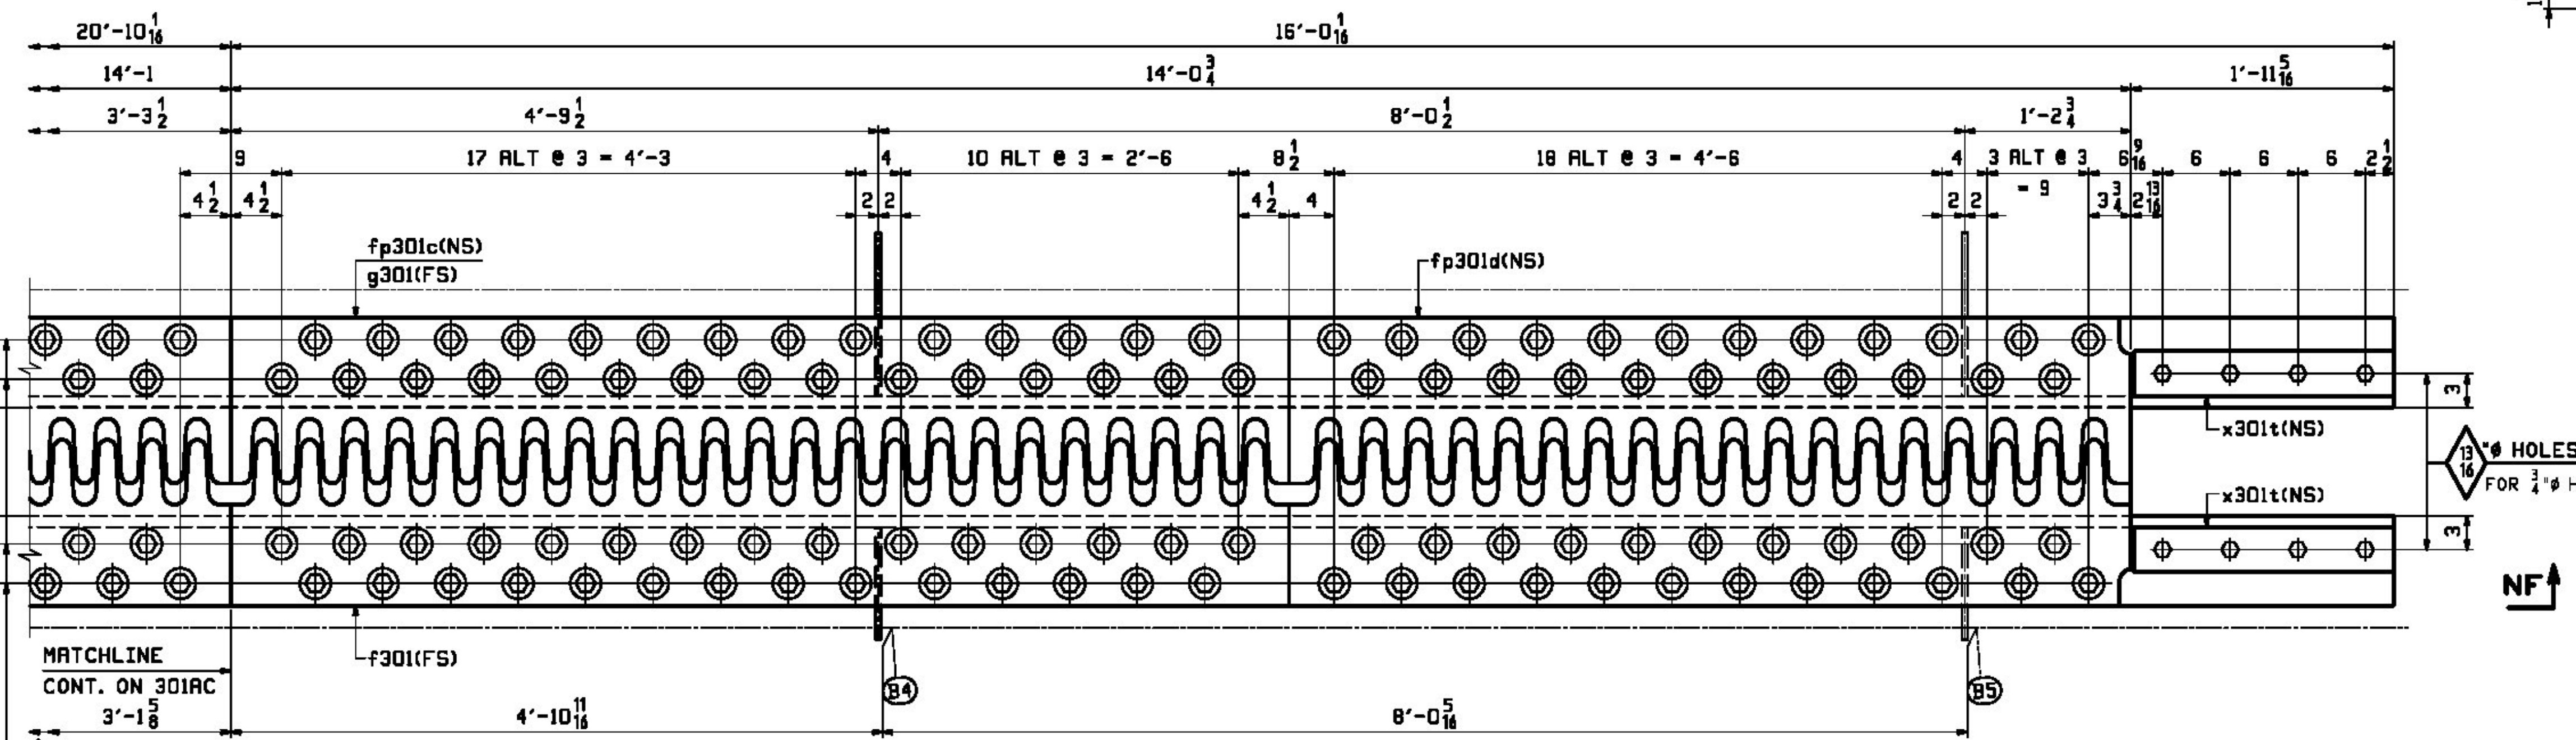 20'-10 1/16
16'-0 1/16
14'-1
14'-0 3/4
1'-11 5/16
3'-3 1/2
4'-9 1/2
8'-0 1/2
1'-2 3/4
9
17 ALT @ 3 = 4'-3
4
10 ALT @ 3 = 2'-6
8 1/2
18 ALT @ 3 = 4'-6
4
3 ALT @ 3
= 9
6 9/16
6
6
6
2 1/2
4 1/2
4 1/2
2
2
4 1/2
4
2
2
3 3/4
2 13/16
fp301c(NS)
g301(FS)
fp301d(NS)
x301t(NS)
x301t(NS)
3
3
13/16 "Ø HOLES
FOR 3/4"Ø H
NF
MATCHLINE
CONT. ON 301AC
f301(FS)
B4
B5
3'-1 5/8
4'-10 11/16
8'-0 5/16